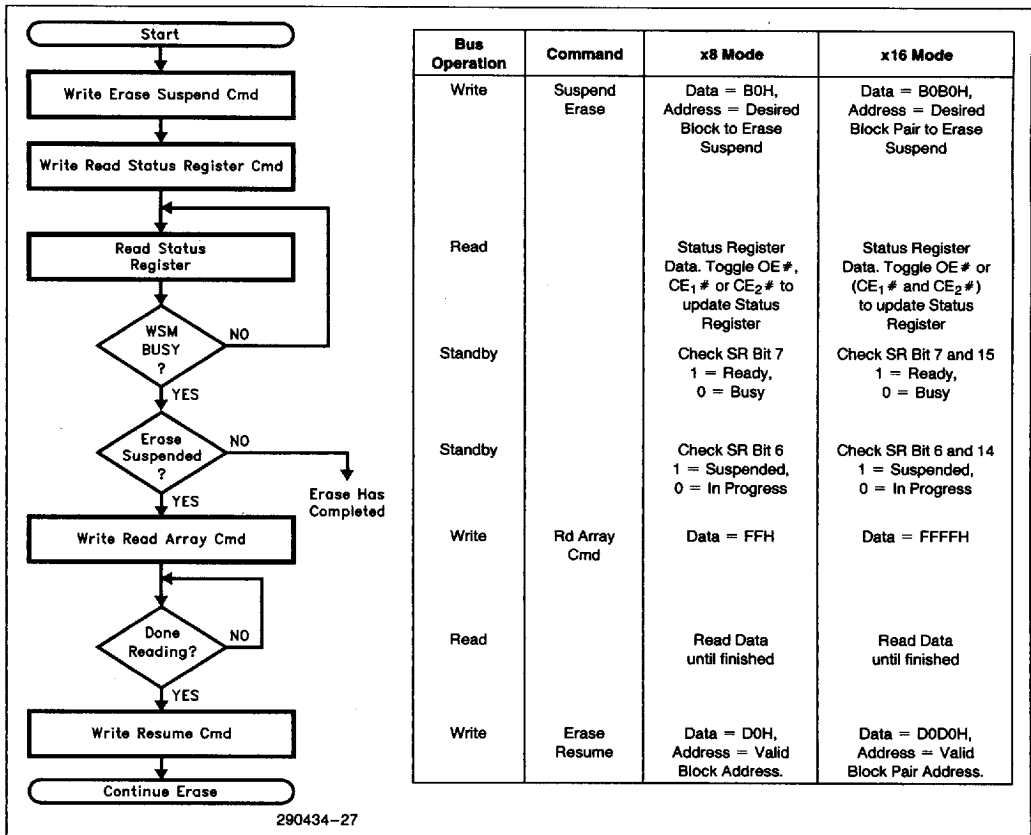 Start
Write Erase Suspend Cmd
Write Read Status Register Cmd
Read Status
Register
WSM
BUSY
?
NO
YES
Erase
Suspended
?
NO
Erase Has
Completed
YES
Write Read Array Cmd
Done
Reading?
NO
YES
Write Resume Cmd
Continue Erase
290434-27
Bus
Operation
Command
x8 Mode
x16 Mode
Write
Suspend
Erase
Data = B0H,
Address = Desired
Block to Erase
Suspend
Data = B0B0H,
Address = Desired
Block Pair to Erase
Suspend
Read
Status Register
Data. Toggle OE#,
CE1# or CE2# to
update Status
Register
Status Register
Data. Toggle OE# or
(CE1# and CE2#)
to update Status
Register
Standby
Check SR Bit 7
1 = Ready,
0 = Busy
Check SR Bit 7 and 15
1 = Ready,
0 = Busy
Standby
Check SR Bit 6
1 = Suspended,
0 = In Progress
Check SR Bit 6 and 14
1 = Suspended,
0 = In Progress
Write
Rd Array
Cmd
Data = FFH
Data = FFFFH
Read
Read Data
until finished
Read Data
until finished
Write
Erase
Resume
Data = D0H,
Address = Valid
Block Address.
Data = D0D0H,
Address = Valid
Block Pair Address.